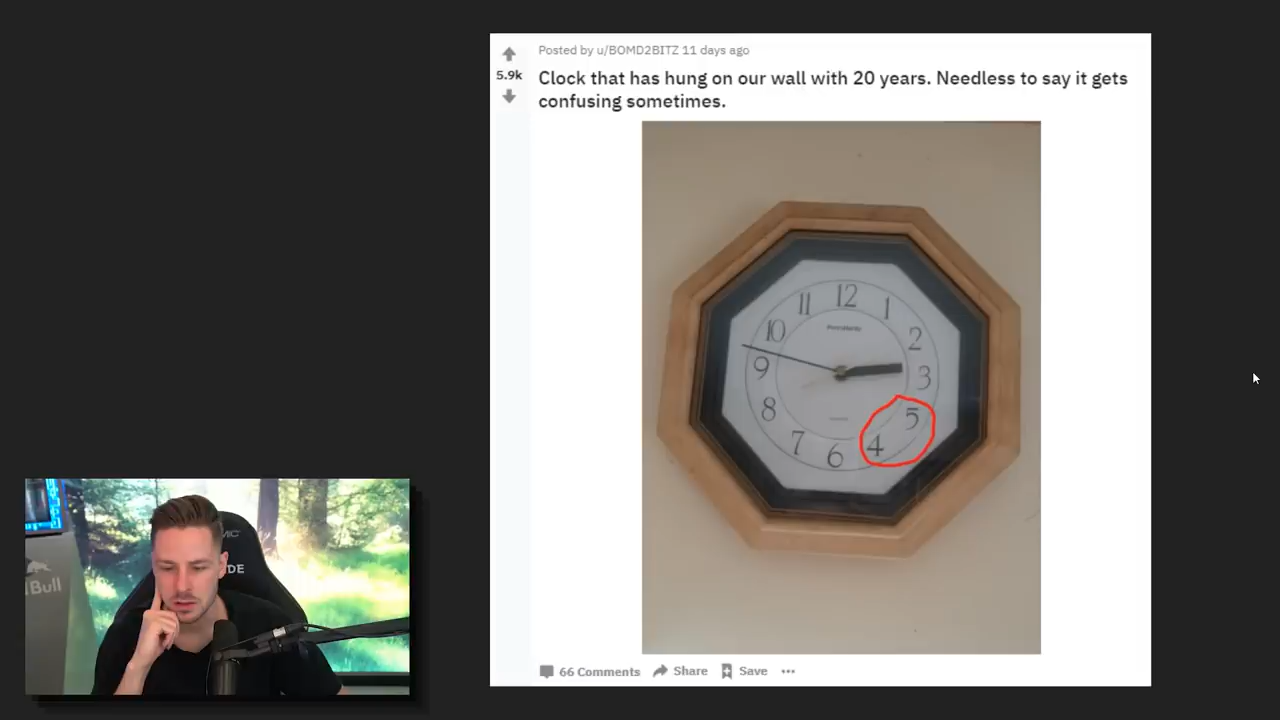 Posted by u/BOMD2BITZ 11 days ago
5.9k
Clock that has hung on our wall with 20 years. Needless to say it gets
confusing sometimes.
12
11
1
10
2
9
3
8
5
7
4
6
66 Comments Share Save
Bull